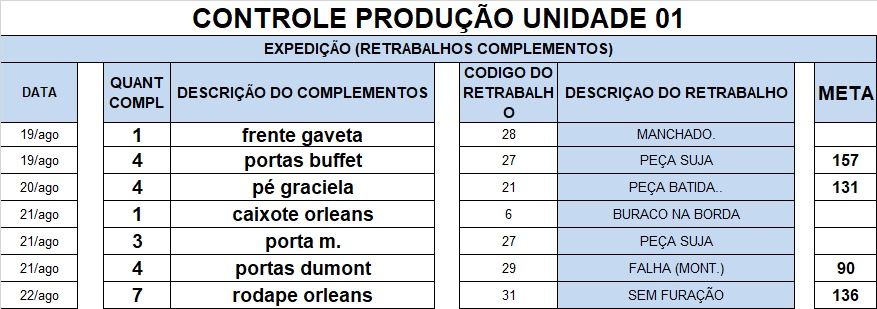 CONTROLE PRODUÇÃO UNIDADE 01
EXPEDIÇÃO (RETRABALHOS COMPLEMENTOS)
DATA QUANT COMPL DESCRIÇÃO DO COMPLEMENTOS CODIGO DO RETRABALHO DESCRIÇAO DO RETRABALHO META
19/ago 1 frente gaveta 28 MANCHADO.
19/ago 4 portas buffet 27 PEÇA SUJA 157
20/ago 4 pé graciela 21 PEÇA BATIDA.. 131
21/ago 1 caixote orleans 6 BURACO NA BORDA
21/ago 3 porta m. 27 PEÇA SUJA
21/ago 4 portas dumont 29 FALHA (MONT.) 90
22/ago 7 rodape orleans 31 SEM FURAÇÃO 136